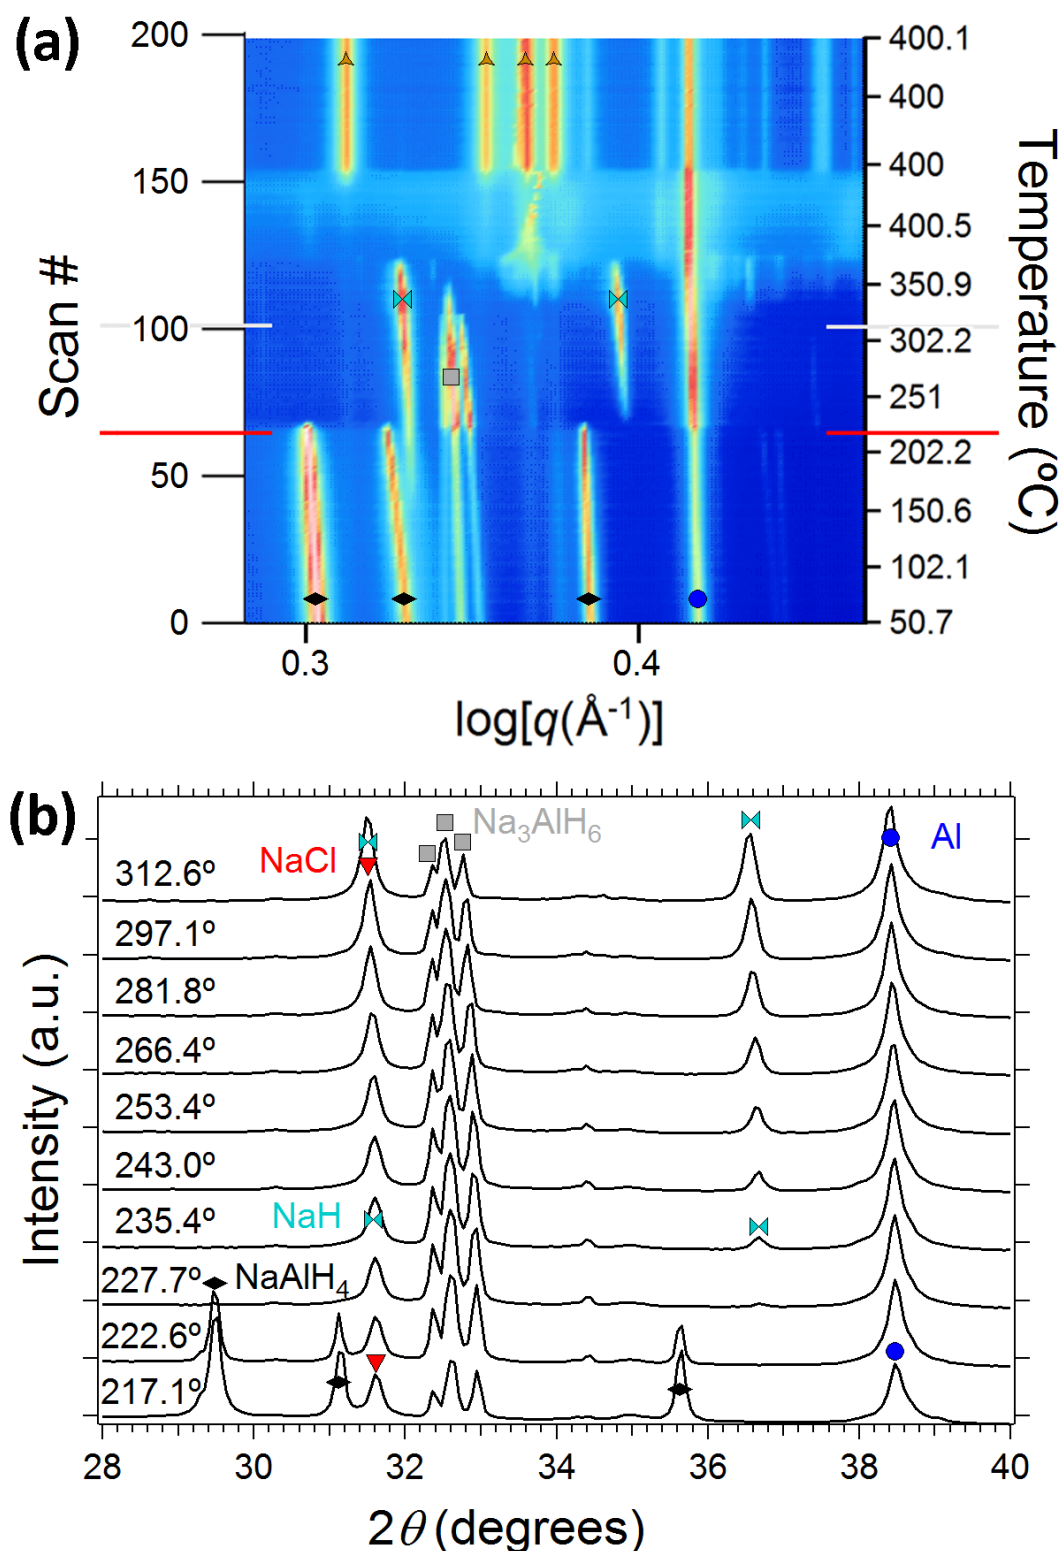 (a)
200
150
100
50
0
Scan #
400.1
400
400
400.5
350.9
302.2
251
202.2
150.6
102.1
50.7
Temperature (ºC)
0.3
0.4
log[q(Å⁻¹)]
(b)
Na₃AlH₆
NaCl
Al
312.6º
297.1º
281.8º
266.4º
253.4º
243.0º
235.4º
NaH
227.7º
NaAlH₄
222.6º
217.1º
Intensity (a.u.)
28
30
32
34
36
38
40
2θ (degrees)